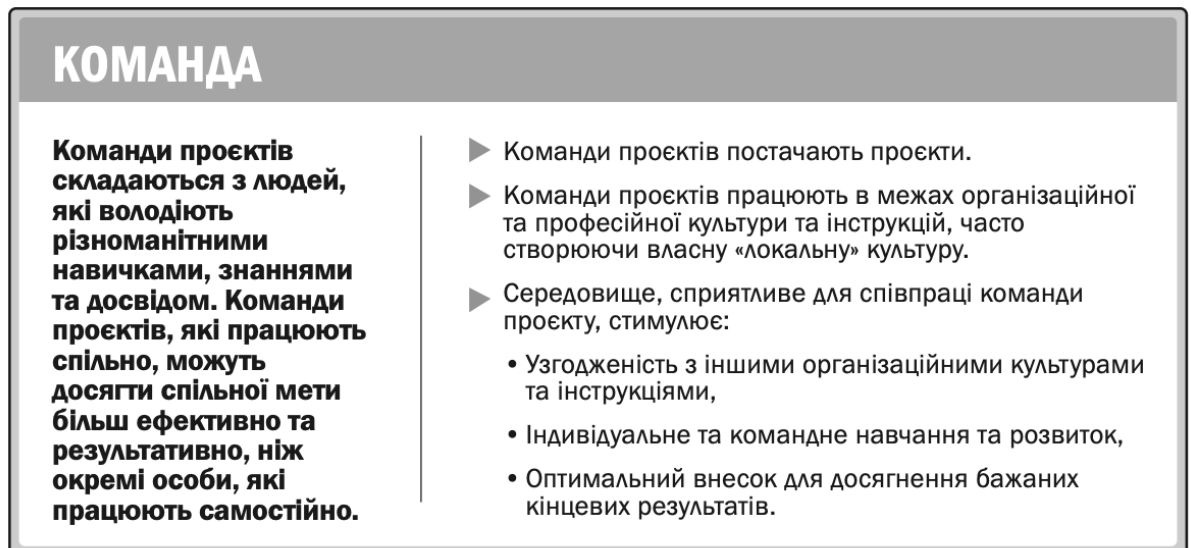 КОМАНДА
Команди проєктів
складаються з людей,
які володіють
різноманітними
навичками, знаннями
та досвідом. Команди
проєктів, які працюють
спільно, можуть
досягти спільної мети
більш ефективно та
результативно, ніж
окремі особи, які
працюють самостійно.
Команди проєктів постачають проєкти.
Команди проєктів працюють в межах організаційної
та професійної культури та інструкцій, часто
створюючи власну «локальну» культуру.
Середовище, сприятливе для співпраці команди
проєкту, стимулює:
• Узгодженість з іншими організаційними культурами
та інструкціями,
• Індивідуальне та командне навчання та розвиток,
• Оптимальний внесок для досягнення бажаних
кінцевих результатів.